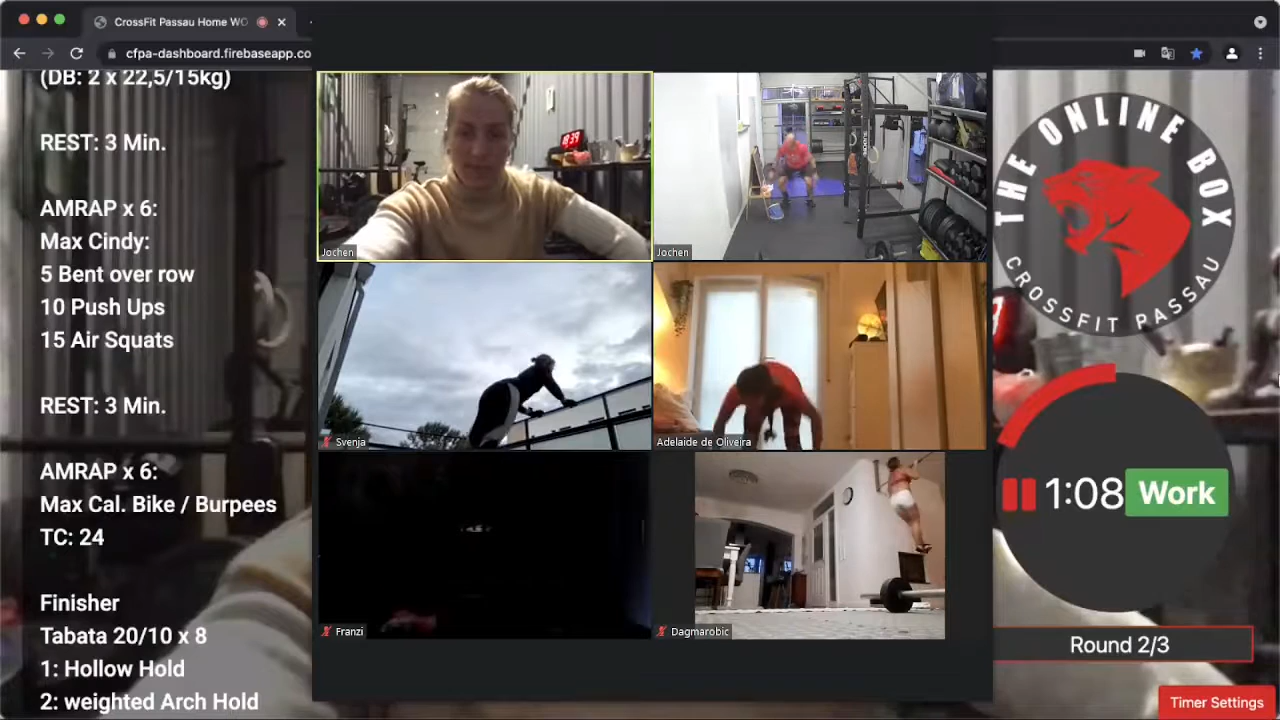 CrossFit Passau Home WO
cfpa-dashboard.firebaseapp.co
(DB: 2 x 22,5/15kg)
REST: 3 Min.
AMRAP x 6:
Max Cindy:
5 Bent over row
10 Push Ups
15 Air Squats
REST: 3 Min.
AMRAP x 6:
Max Cal. Bike / Burpees
TC: 24
Finisher
Tabata 20/10 x 8
1: Hollow Hold
2: weighted Arch Hold
Jochen
Jochen
Svenja
Adelaide de Oliveira
Franzi
Dagmarobic
THE ONLINE BOX
CROSSFIT PASSAU
1:08 Work
Round 2/3
Timer Settings